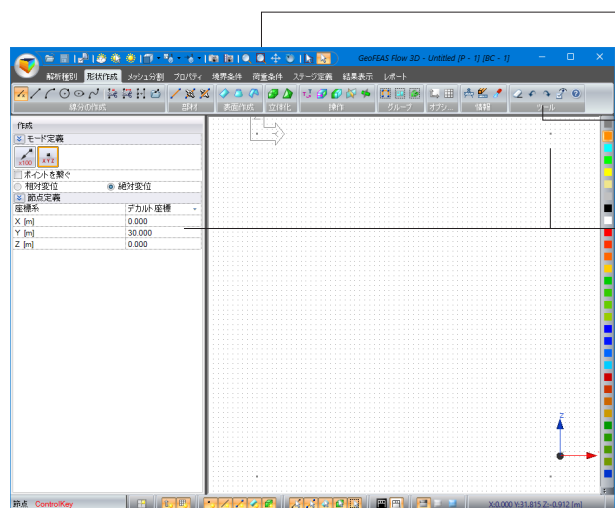 GeoFEAS Flow 3D - Untitled [P - 1] [BC - 1]
解析種別 形状作成 メッシュ分割 プロパティ 境界条件 荷重条件 ステージ定義 結果表示 レポート
線分の作成 部材 表面作成 立体化 操作 グループ オプシ... 情報 ツール
作成
モード定義
x100 XYZ
ポイントを繋ぐ
相対変位 絶対変位
節点定義
座標系 デカルト座標
X [m] 0.000
Y [m] 30.000
Z [m] 0.000
Z
節点 ControlKey
X:0.000 Y:31.815 Z:-0.912 [m]